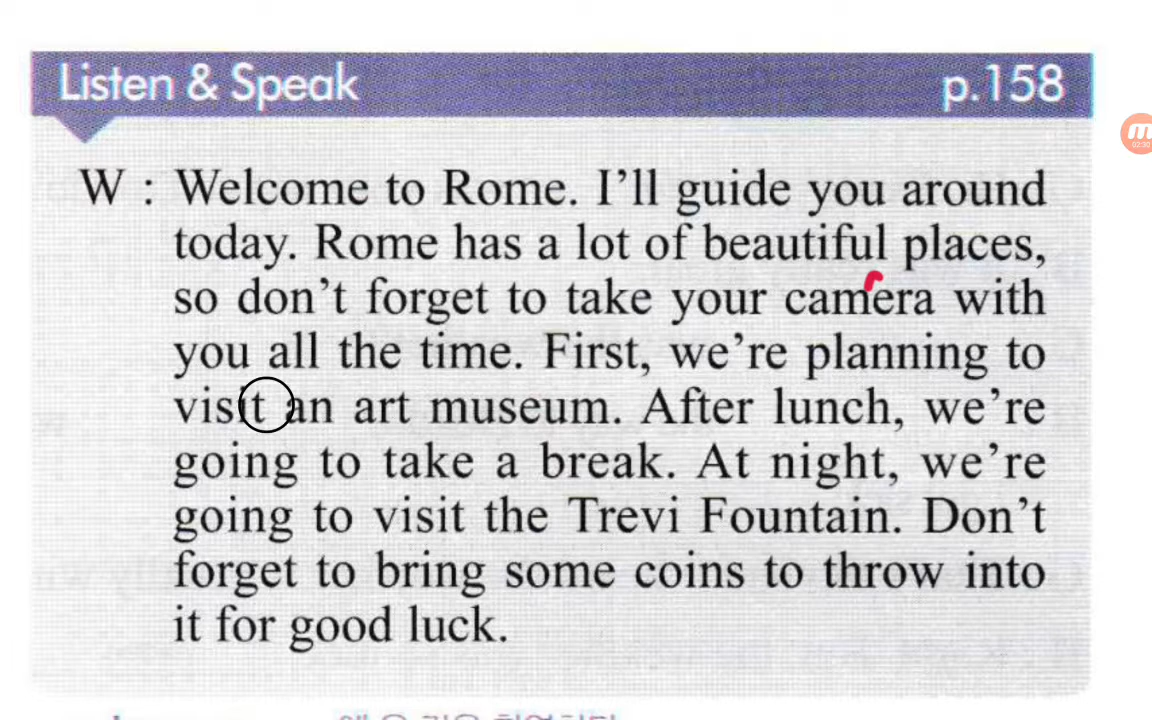 Listen & Speak p.158
W : Welcome to Rome. I’ll guide you around
today. Rome has a lot of beautiful places,
so don’t forget to take your camera with
you all the time. First, we’re planning to
visit an art museum. After lunch, we’re
going to take a break. At night, we’re
going to visit the Trevi Fountain. Don’t
forget to bring some coins to throw into
it for good luck.
02:30